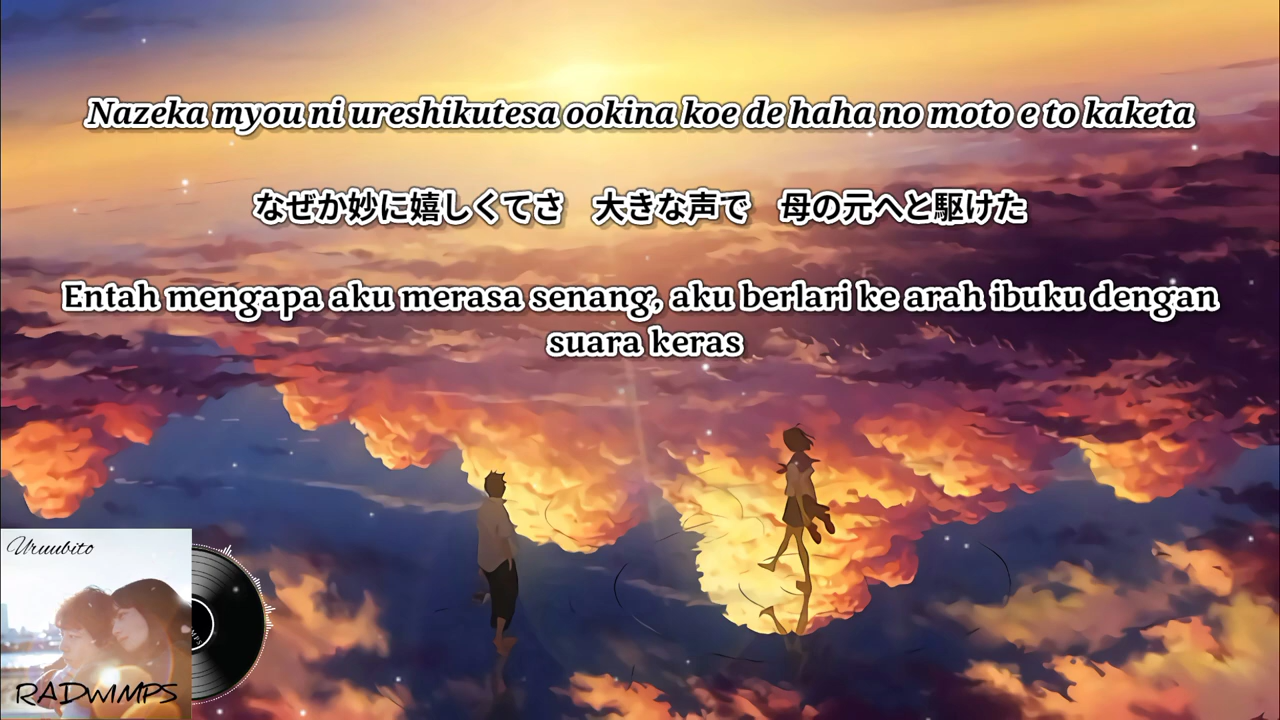 Nazeka myou ni ureshikutesa ookina koe de haha no moto e to kaketa
なぜか妙に嬉しくてさ　大きな声で　母の元へと駆けた
Entah mengapa aku merasa senang, aku berlari ke arah ibuku dengan
suara keras
Uruubito
RADWIMPS